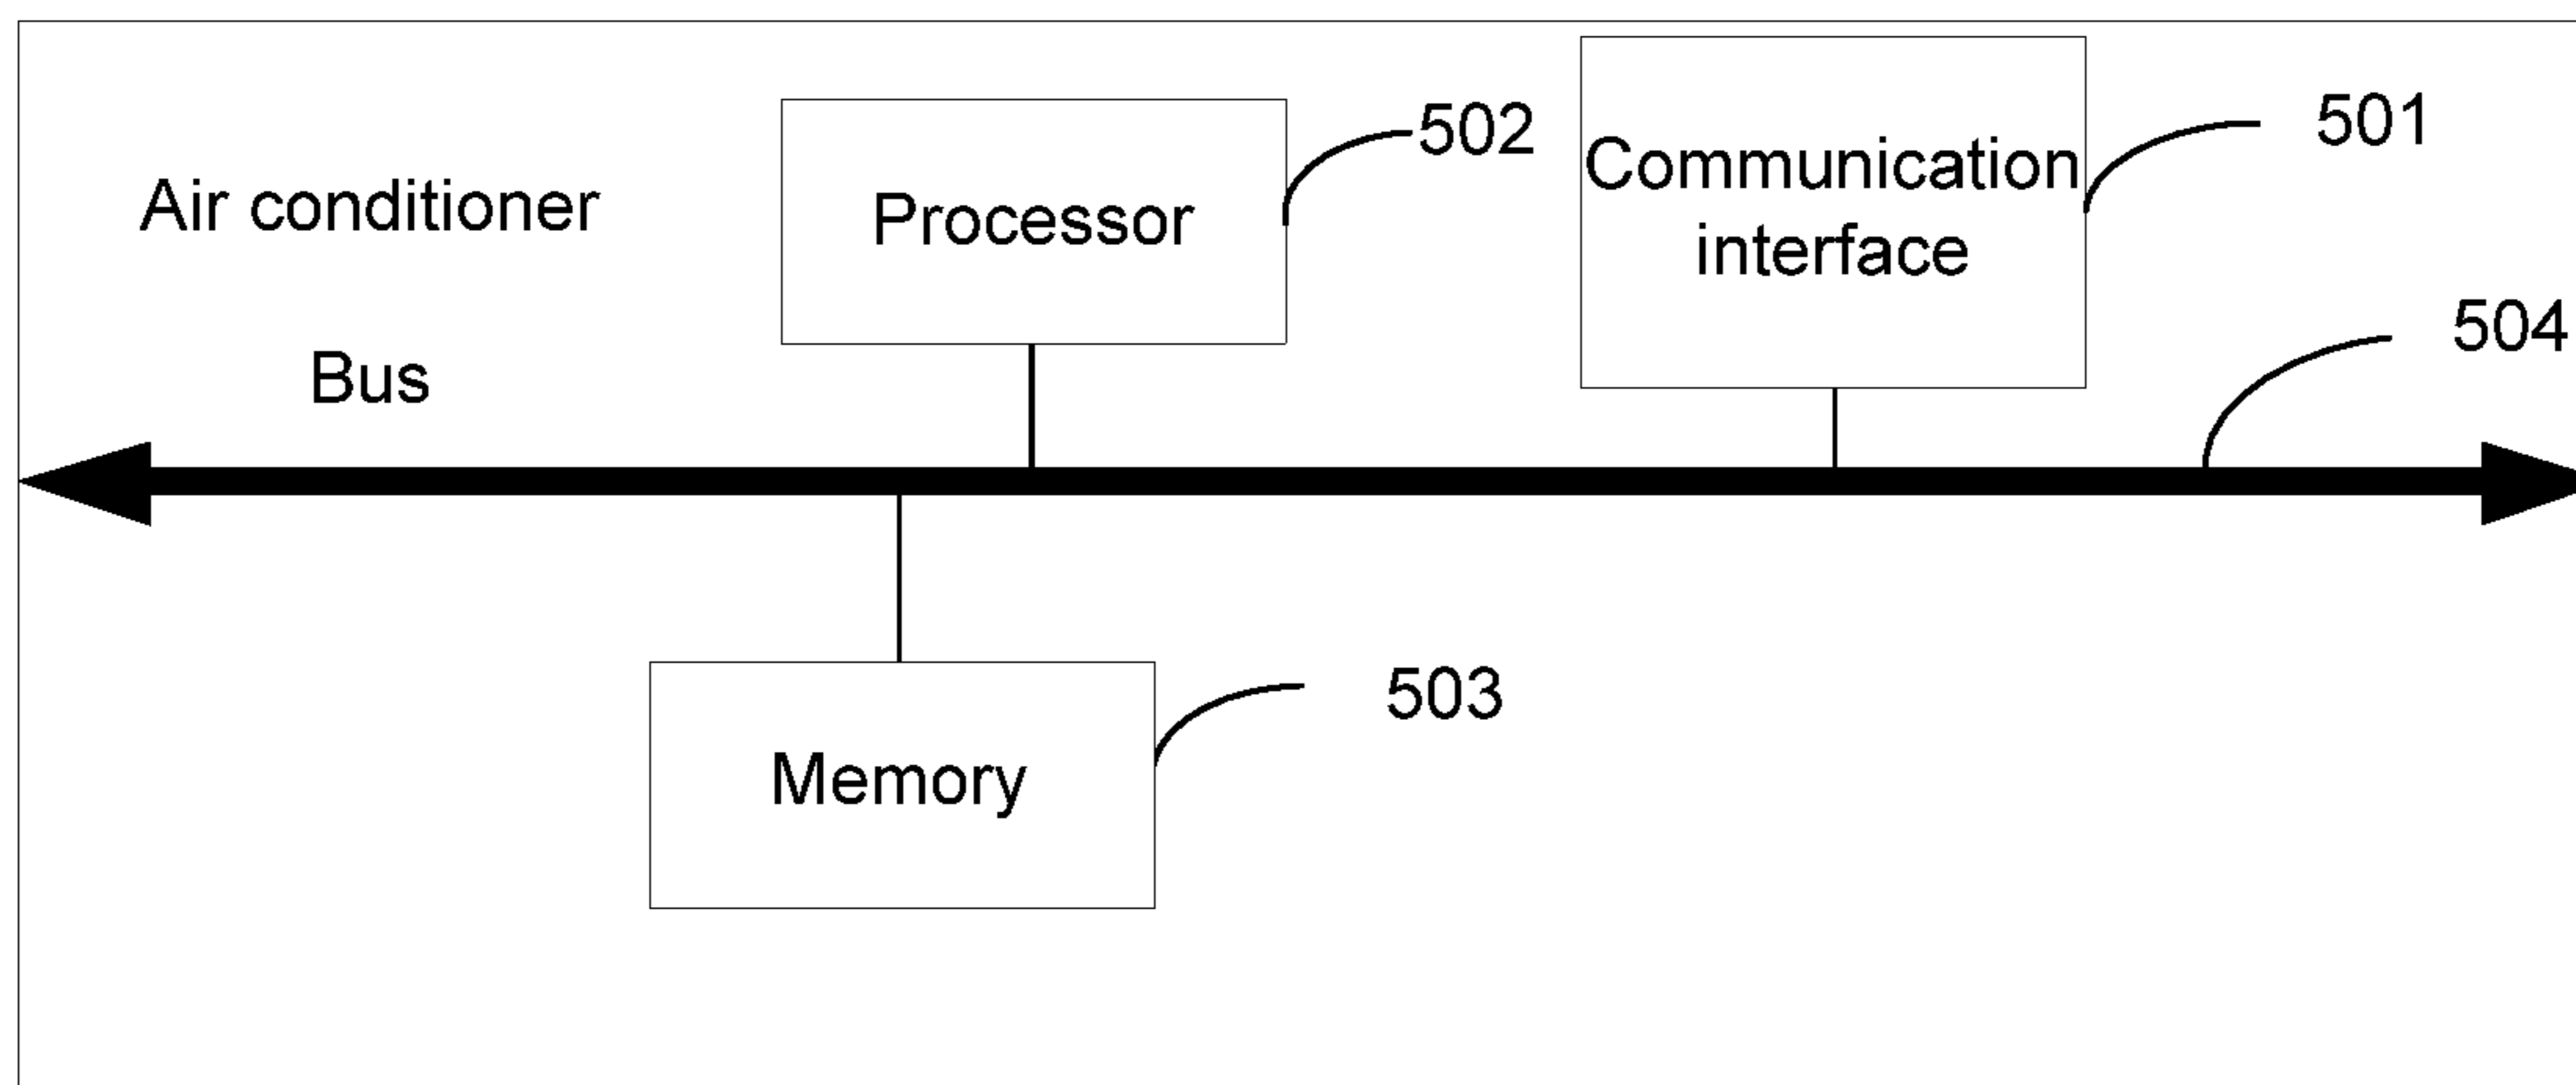 Air conditioner
Processor
502
Communication
interface
501
Bus
504
Memory
503